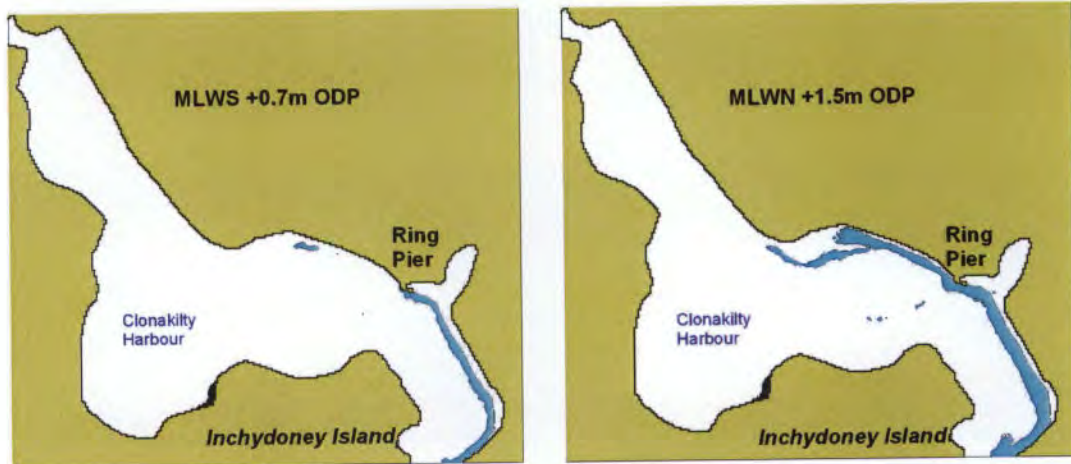 MLWS +0.7m ODP
Ring
Pier
Clonakilty
Harbour
Inchydoney Island
MLWN +1.5m ODP
Ring
Pier
Clonakilty
Harbour
Inchydoney Island